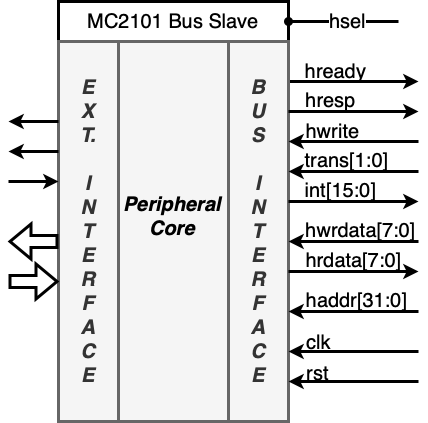 MC2101 Bus Slave
hsel
EXT. INTERFACE
Peripheral
Core
BUS INTERFACE
hready
hresp
hwrite
trans[1:0]
int[15:0]
hwrdata[7:0]
hrdata[7:0]
haddr[31:0]
clk
rst